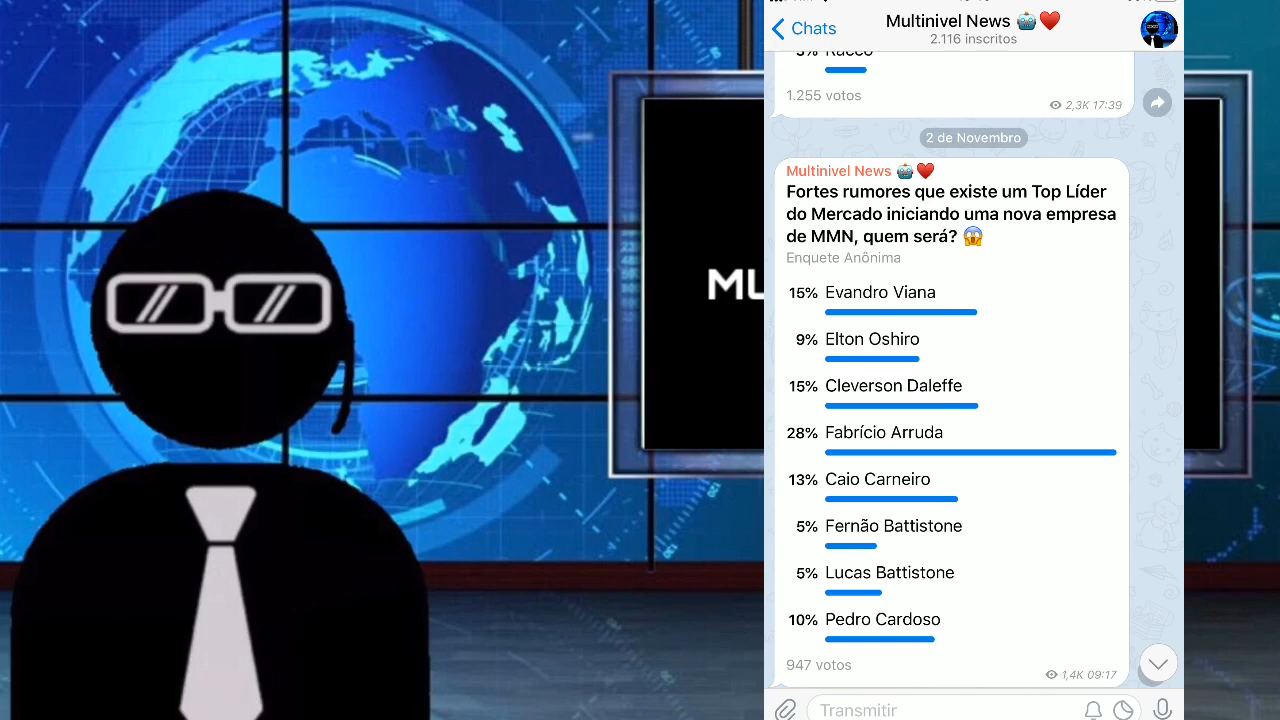 Chats
Multinivel News 🤖❤️
2.116 inscritos
3% Racco
1.255 votos
2,3K 17:39
2 de Novembro
Multinivel News 🤖❤️
Fortes rumores que existe um Top Líder
do Mercado iniciando uma nova empresa
de MMN, quem será? 😱
Enquete Anônima
15% Evandro Viana
9% Elton Oshiro
15% Cleverson Daleffe
28% Fabrício Arruda
13% Caio Carneiro
5% Fernão Battistone
5% Lucas Battistone
10% Pedro Cardoso
947 votos
1,4K 09:17
Transmitir
MU